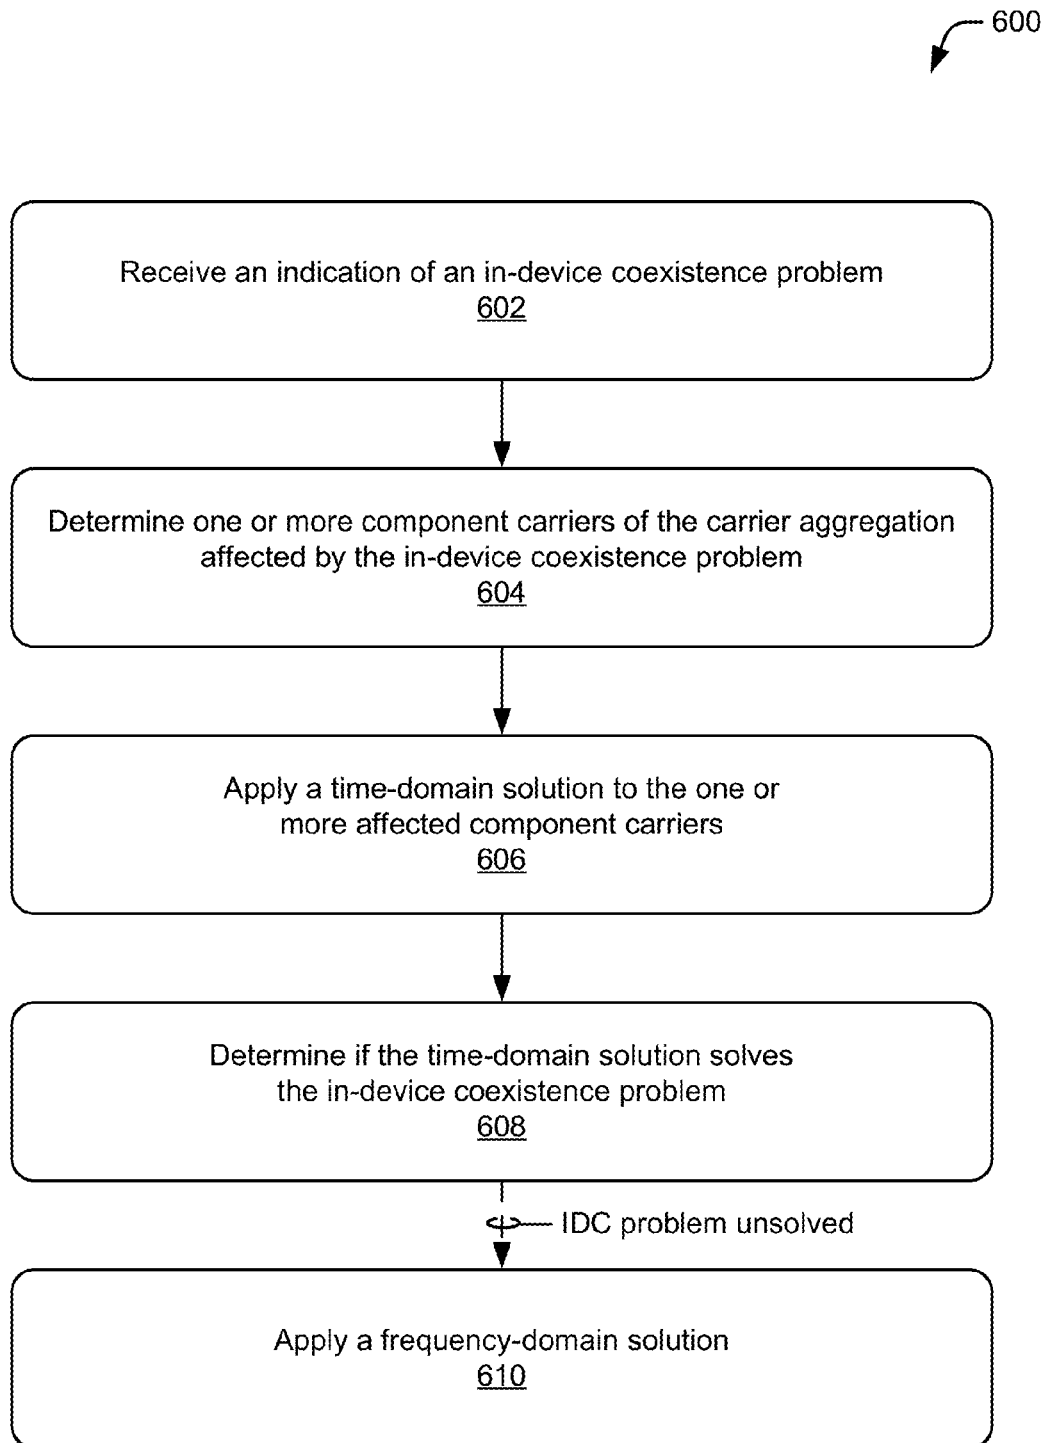 600
Receive an indication of an in-device coexistence problem
602
Determine one or more component carriers of the carrier aggregation
affected by the in-device coexistence problem
604
Apply a time-domain solution to the one or
more affected component carriers
606
Determine if the time-domain solution solves
the in-device coexistence problem
608
IDC problem unsolved
Apply a frequency-domain solution
610